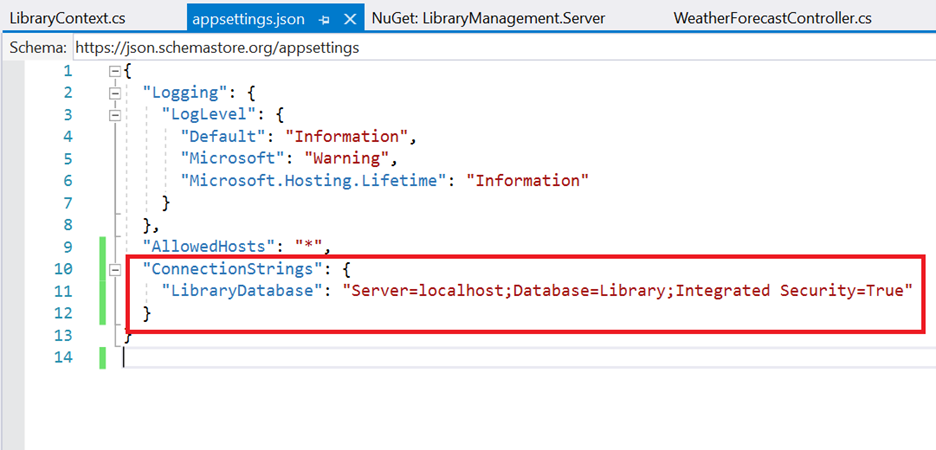 LibraryContext.cs appsettings.json NuGet: LibraryManagement.Server WeatherForecastController.cs
Schema: https://json.schemastore.org/appsettings
1 {
2 "Logging": {
3 "LogLevel": {
4 "Default": "Information",
5 "Microsoft": "Warning",
6 "Microsoft.Hosting.Lifetime": "Information"
7 }
8 },
9 "AllowedHosts": "*",
10 "ConnectionStrings": {
11 "LibraryDatabase": "Server=localhost;Database=Library;Integrated Security=True"
12 }
13 }
14